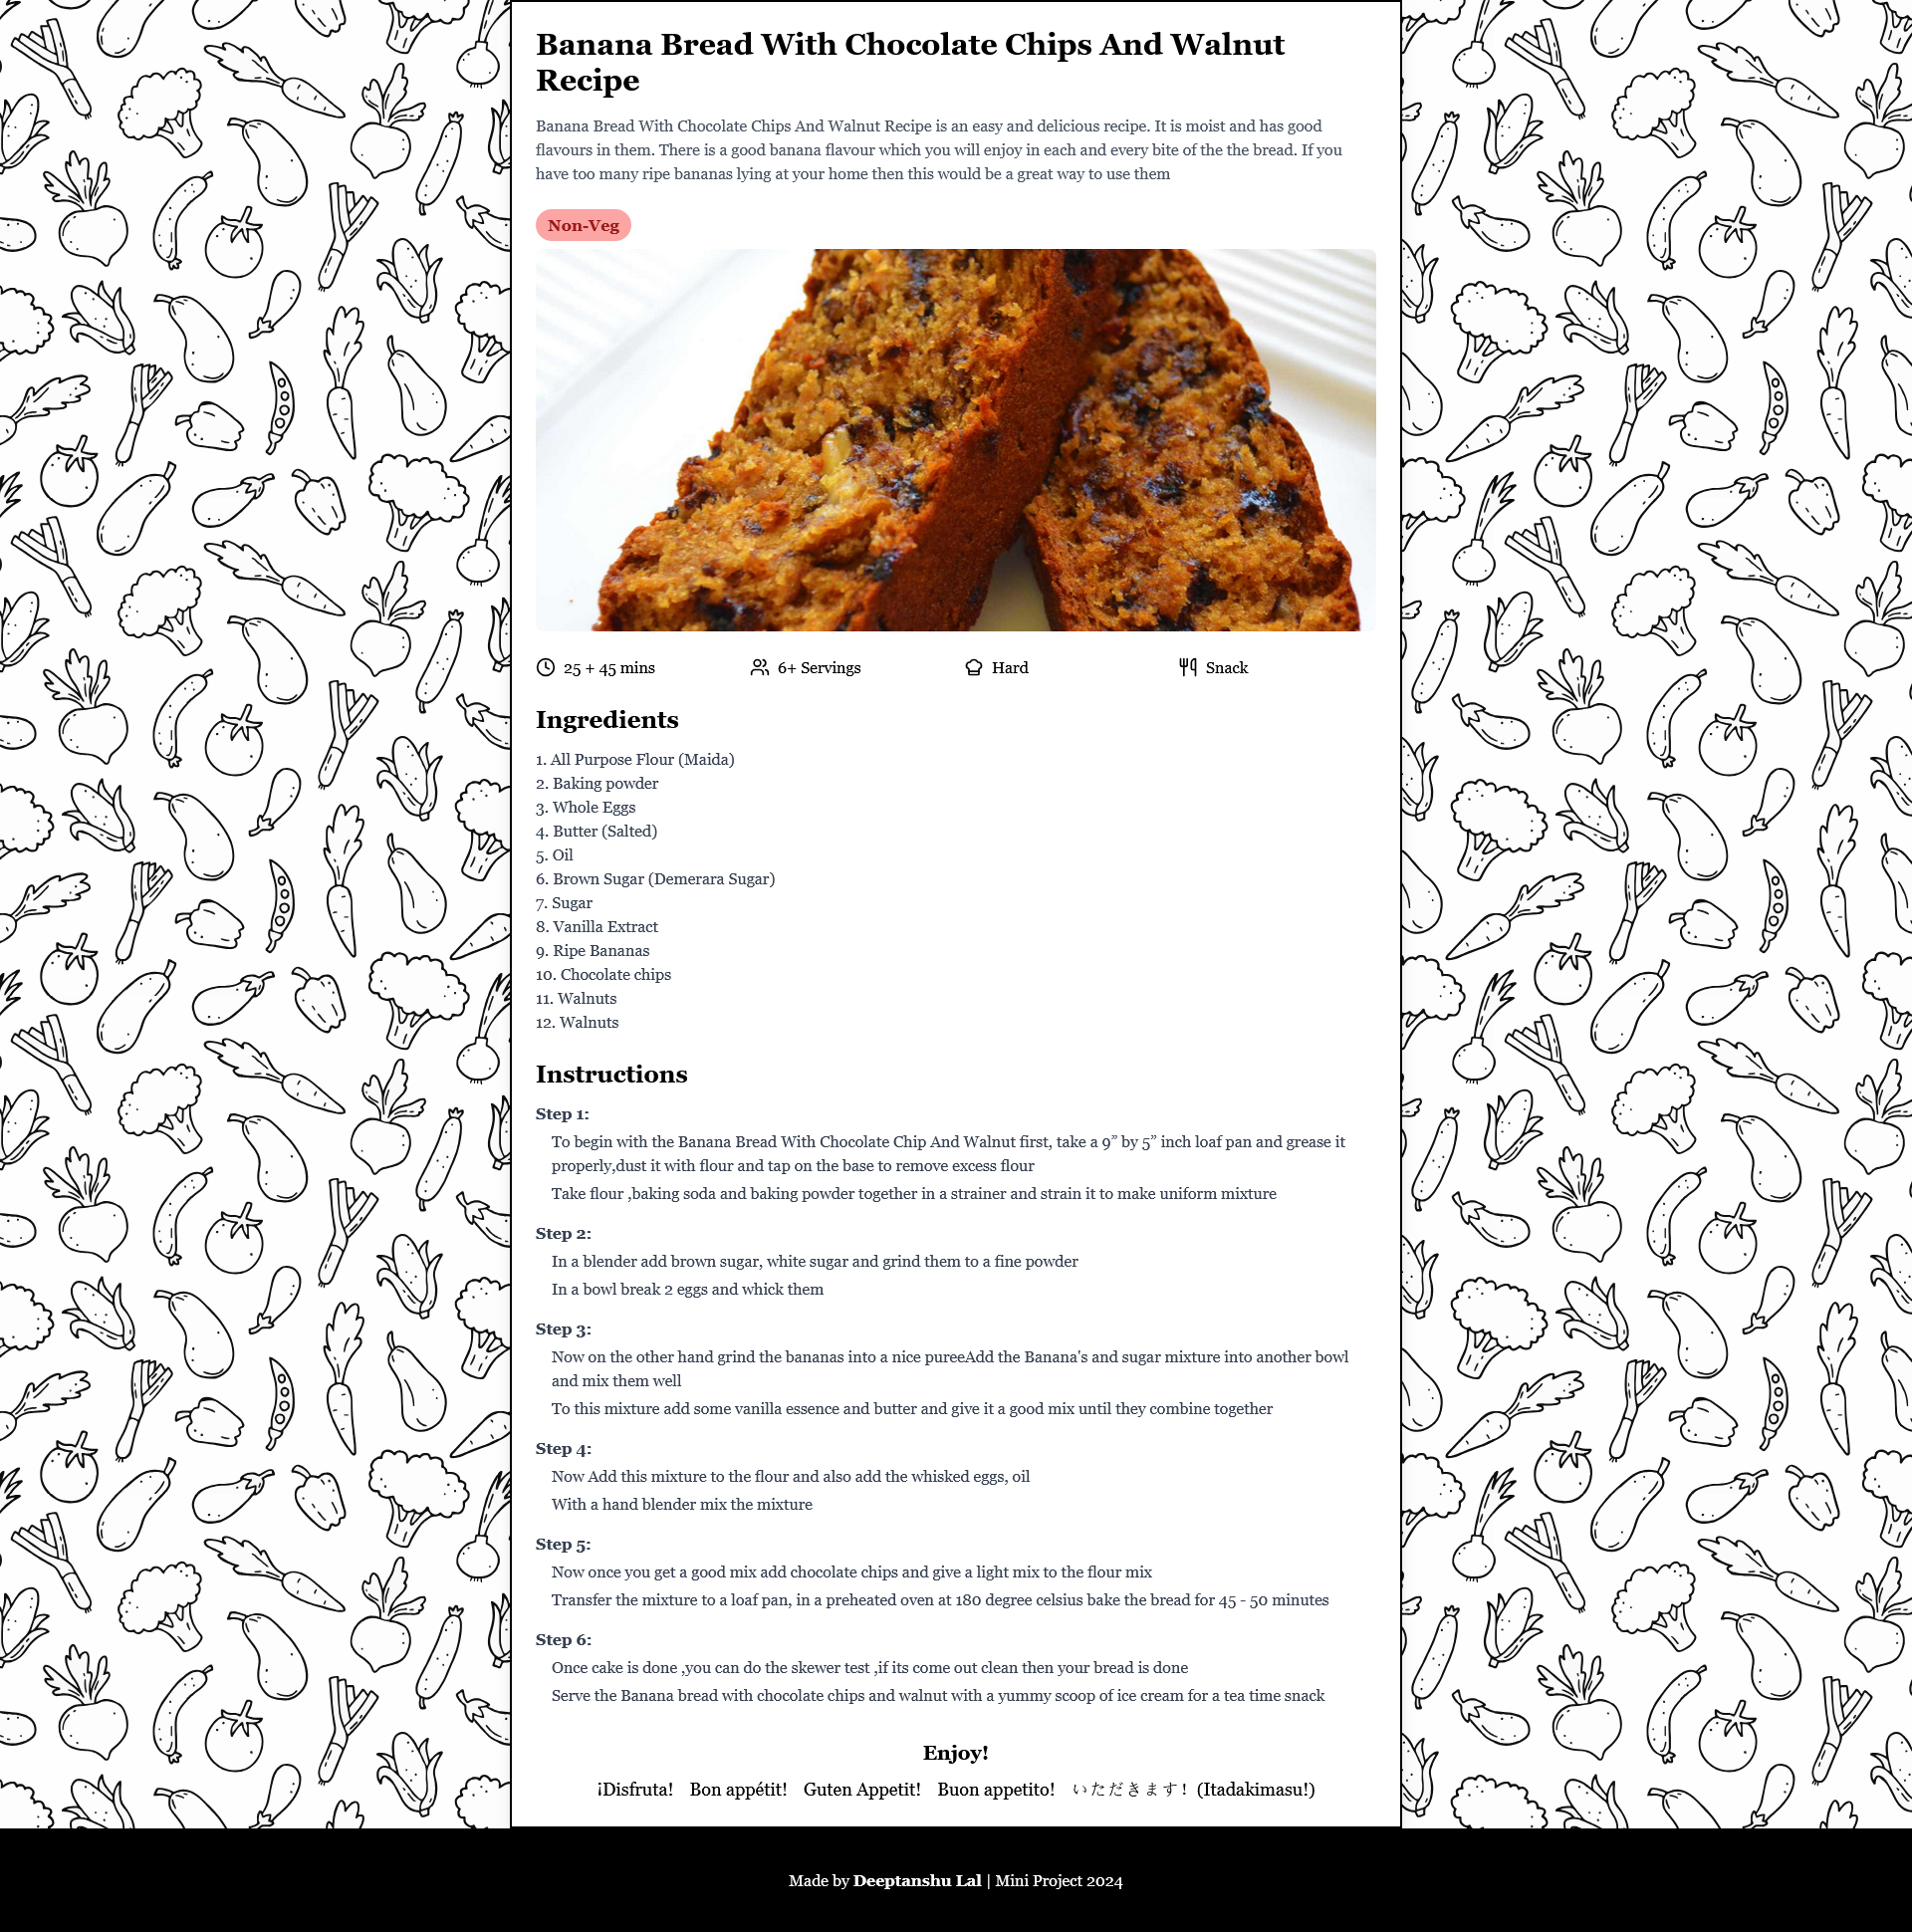 Banana Bread With Chocolate Chips And Walnut
Recipe
Banana Bread With Chocolate Chips And Walnut Recipe is an easy and delicious recipe. It is moist and has good
flavours in them. There is a good banana flavour which you will enjoy in each and every bite of the the bread. If you
have too many ripe bananas lying at your home then this would be a great way to use them
Non-Veg
25 + 45 mins
6+ Servings
Hard
Snack
Ingredients
1. All Purpose Flour (Maida)
2. Baking powder
3. Whole Eggs
4. Butter (Salted)
5. Oil
6. Brown Sugar (Demerara Sugar)
7. Sugar
8. Vanilla Extract
9. Ripe Bananas
10. Chocolate chips
11. Walnuts
12. Walnuts
Instructions
Step 1:
To begin with the Banana Bread With Chocolate Chip And Walnut first, take a 9” by 5” inch loaf pan and grease it
properly,dust it with flour and tap on the base to remove excess flour
Take flour ,baking soda and baking powder together in a strainer and strain it to make uniform mixture
Step 2:
In a blender add brown sugar, white sugar and grind them to a fine powder
In a bowl break 2 eggs and whick them
Step 3:
Now on the other hand grind the bananas into a nice pureeAdd the Banana's and sugar mixture into another bowl
and mix them well
To this mixture add some vanilla essence and butter and give it a good mix until they combine together
Step 4:
Now Add this mixture to the flour and also add the whisked eggs, oil
With a hand blender mix the mixture
Step 5:
Now once you get a good mix add chocolate chips and give a light mix to the flour mix
Transfer the mixture to a loaf pan, in a preheated oven at 180 degree celsius bake the bread for 45 - 50 minutes
Step 6:
Once cake is done ,you can do the skewer test ,if its come out clean then your bread is done
Serve the Banana bread with chocolate chips and walnut with a yummy scoop of ice cream for a tea time snack
Enjoy!
¡Disfruta! Bon appétit! Guten Appetit! Buon appetito! いただきます! (Itadakimasu!)
Made by Deeptanshu Lal | Mini Project 2024